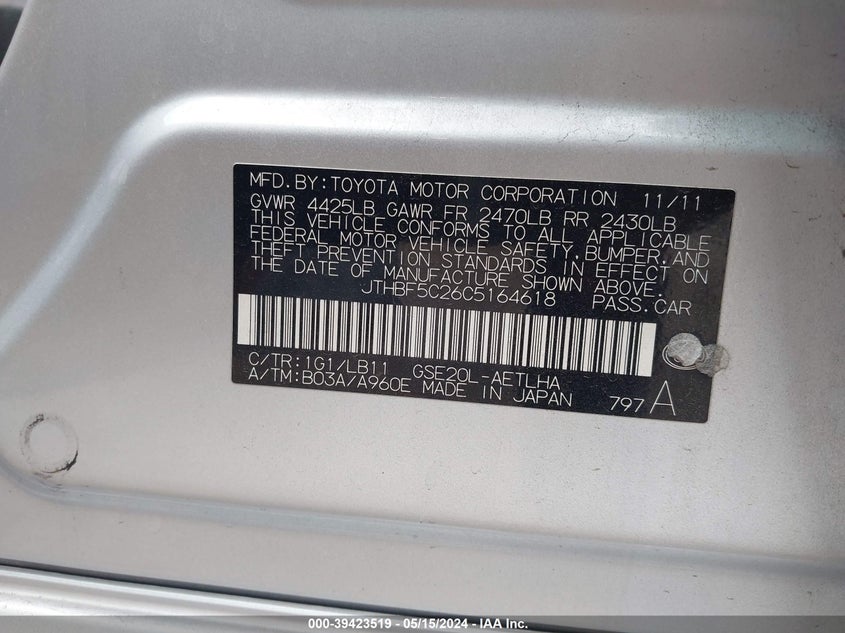 MFD.BY:TOYOTA MOTOR CORPORATION 11/11
GVWR 4425LB GAWR FR 2470LB RR 2430LB
THIS VEHICLE CONFORMS TO ALL APPLICABLE
FEDERAL MOTOR VEHICLE SAFETY,BUMPER,AND
THEFT PREVENTION STANDARDS IN EFFECT ON
THE DATE OF MANUFACTURE SHOWN ABOVE.
JTHBF5C26C5164618 PASS.CAR
C/TR:1G1/LB11 GSE20L-AETLHA
A/TM:B03A/A960E MADE IN JAPAN 797 A
000-39423519 - 05/15/2024 - IAA Inc.